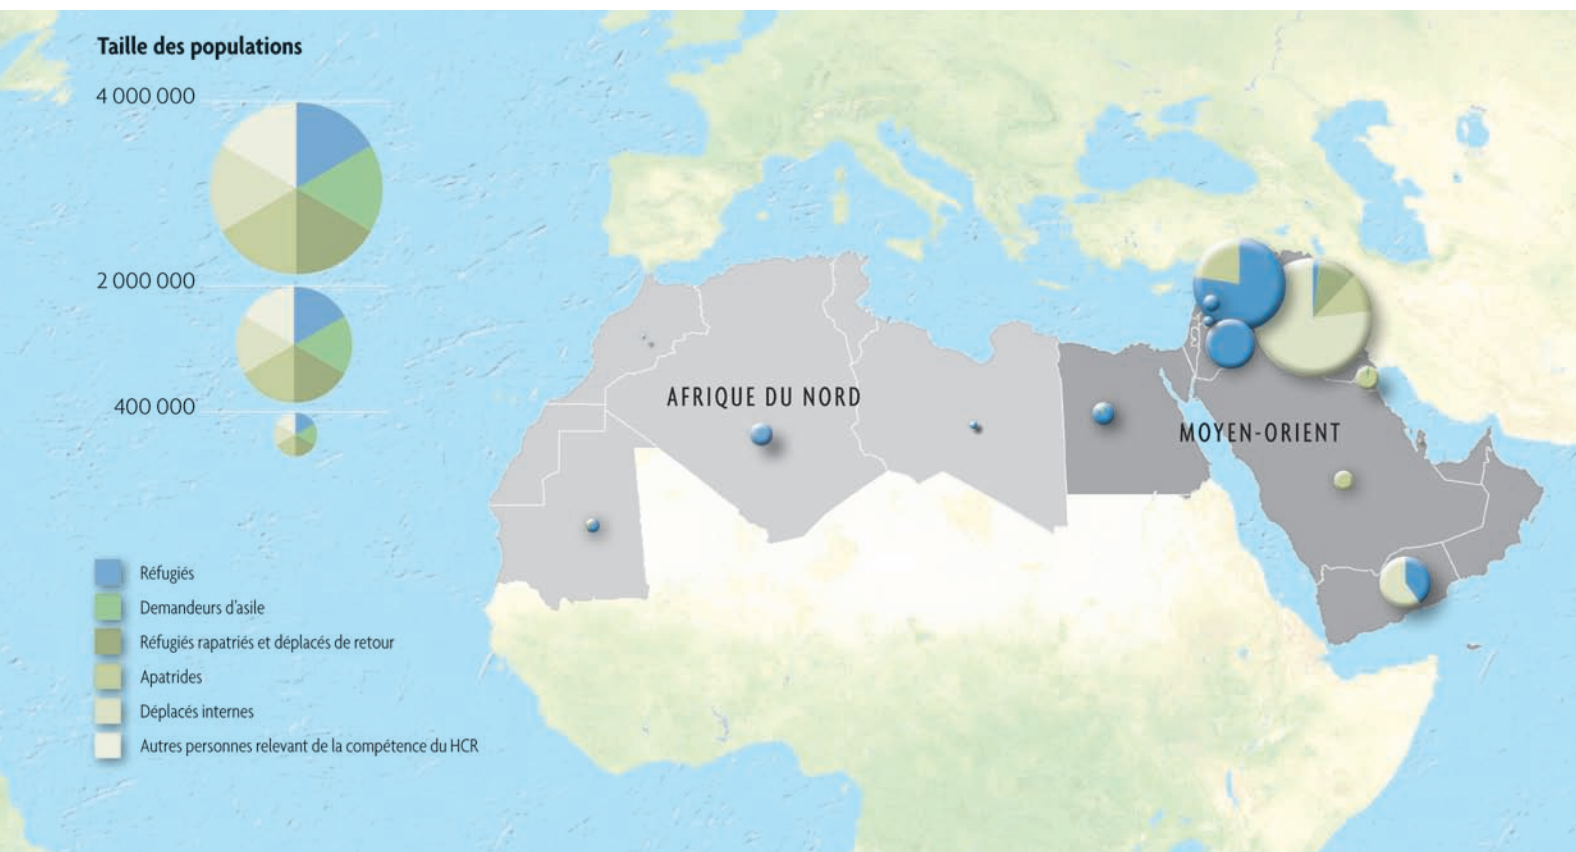 Taille des populations
4 000 000
2 000 000
400 000
AFRIQUE DU NORD
MOYEN-ORIENT
Réfugiés
Demandeurs d'asile
Réfugiés rapatriés et déplacés de retour
Apatrides
Déplacés internes
Autres personnes relevant de la compétence du HCR